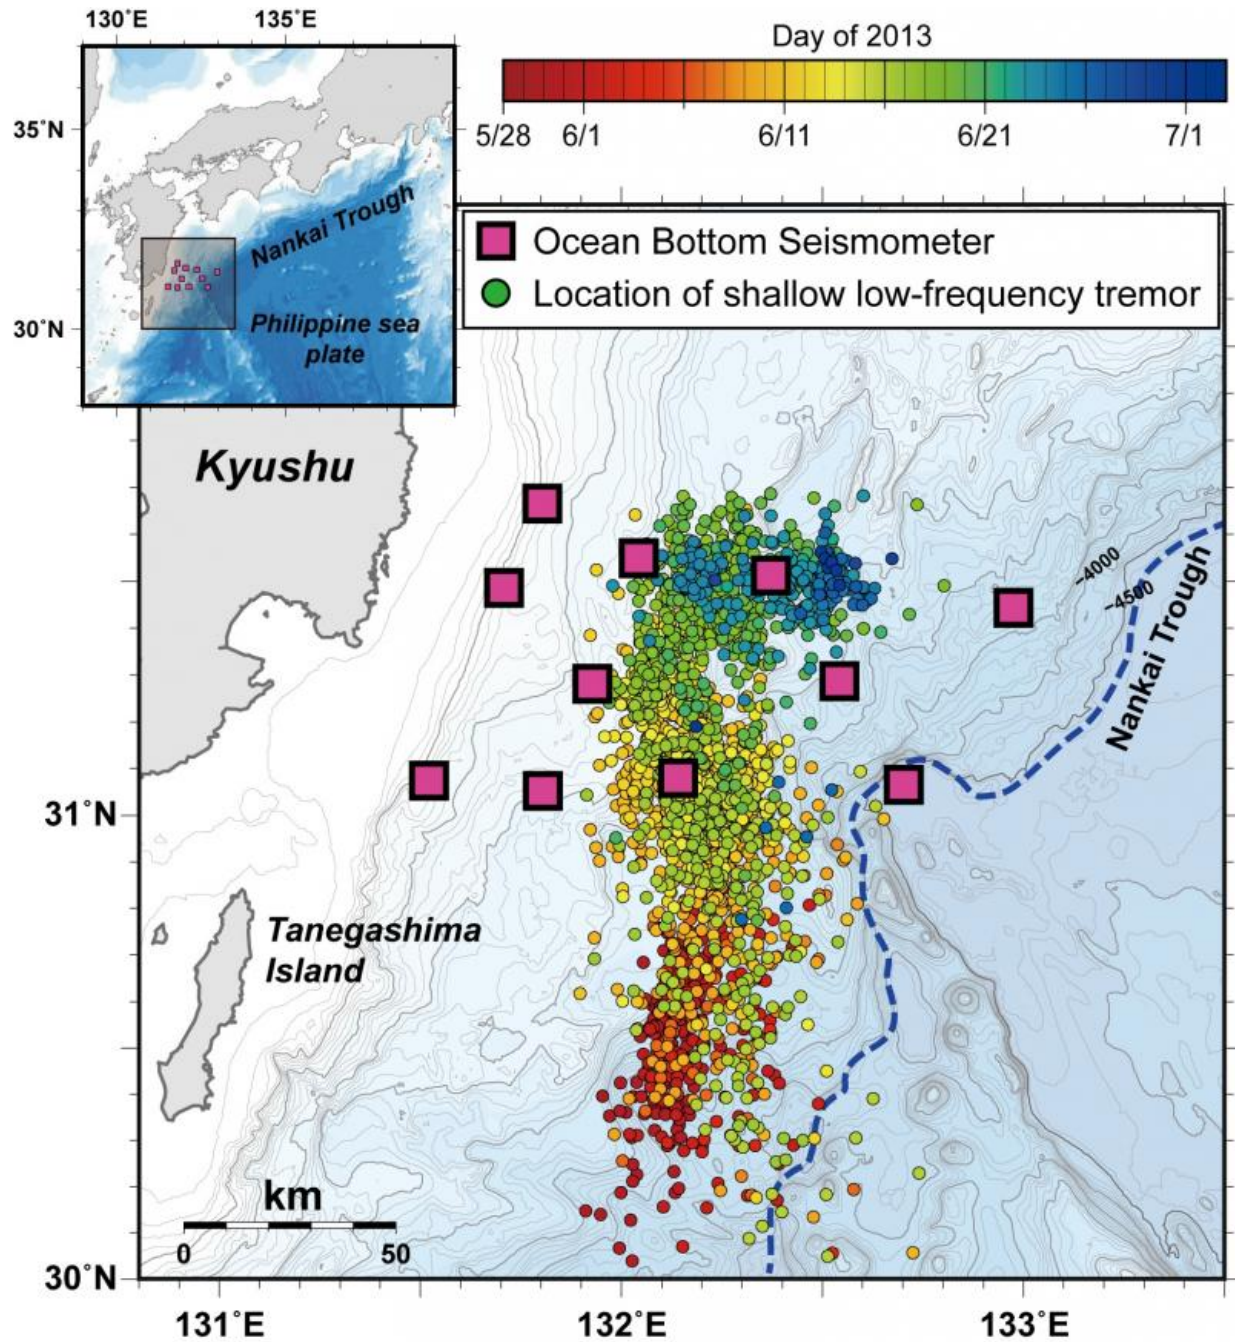 130°E 135°E
Day of 2013
5/28 6/1 6/11 6/21 7/1
35°N
30°N
Nankai Trough
Philippine sea
plate
Ocean Bottom Seismometer
Location of shallow low-frequency tremor
Kyushu
−4000
−4500
Nankai Trough
31°N
Tanegashima
Island
km
0 50
30°N
131°E 132°E 133°E